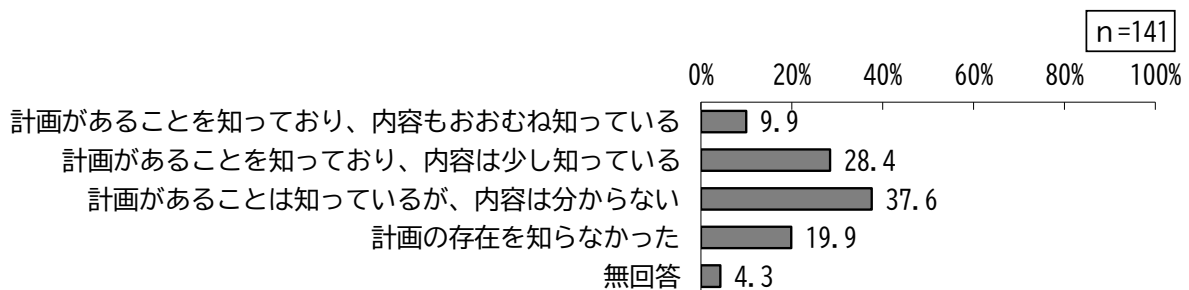 n=141
0% 20% 40% 60% 80% 100%
計画があることを知っており、内容もおおむね知っている 9.9
計画があることを知っており、内容は少し知っている 28.4
計画があることは知っているが、内容は分からない 37.6
計画の存在を知らなかった 19.9
無回答 4.3